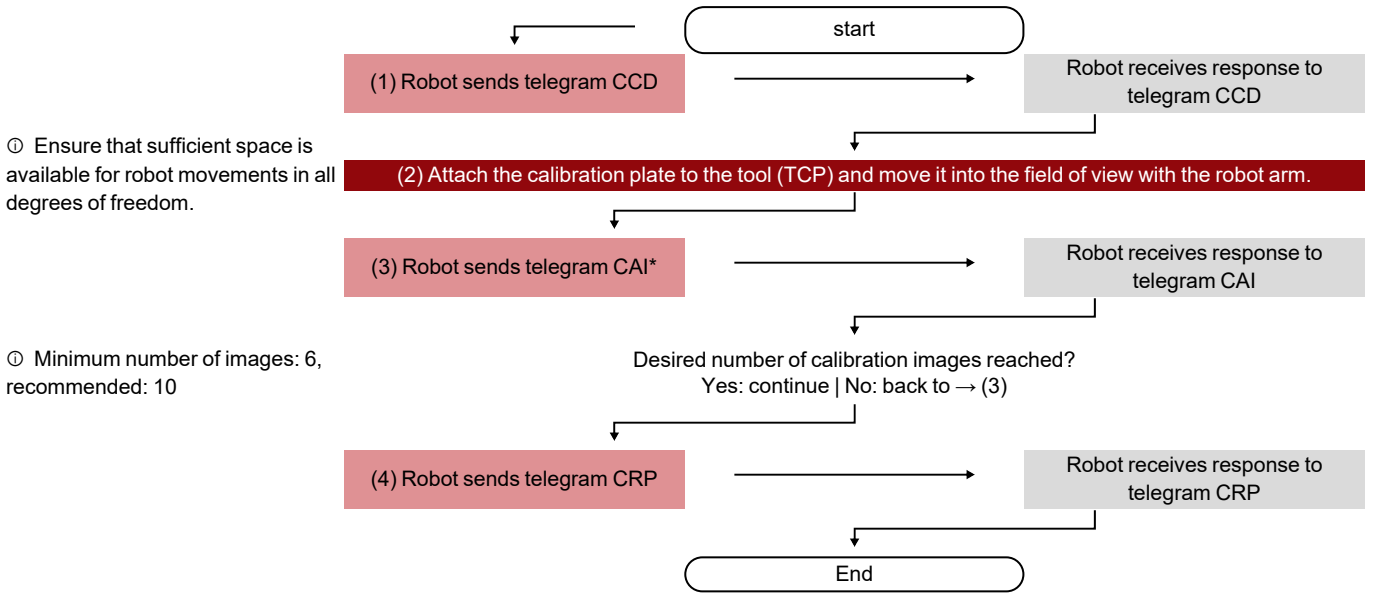 start
(1) Robot sends telegram CCD
Robot receives response to
telegram CCD
ⓘ Ensure that sufficient space is
available for robot movements in all
degrees of freedom.
(2) Attach the calibration plate to the tool (TCP) and move it into the field of view with the robot arm.
(3) Robot sends telegram CAI*
Robot receives response to
telegram CAI
ⓘ Minimum number of images: 6,
recommended: 10
Desired number of calibration images reached?
Yes: continue | No: back to → (3)
(4) Robot sends telegram CRP
Robot receives response to
telegram CRP
End